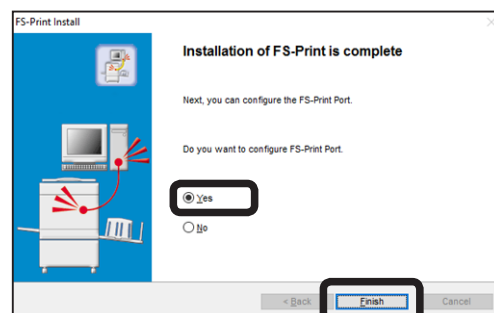 FS-Print Install
Installation of FS-Print is complete
Next, you can configure the FS-Print Port.
Do you want to configure FS-Print Port.
Yes
No
< Back
Finish
Cancel